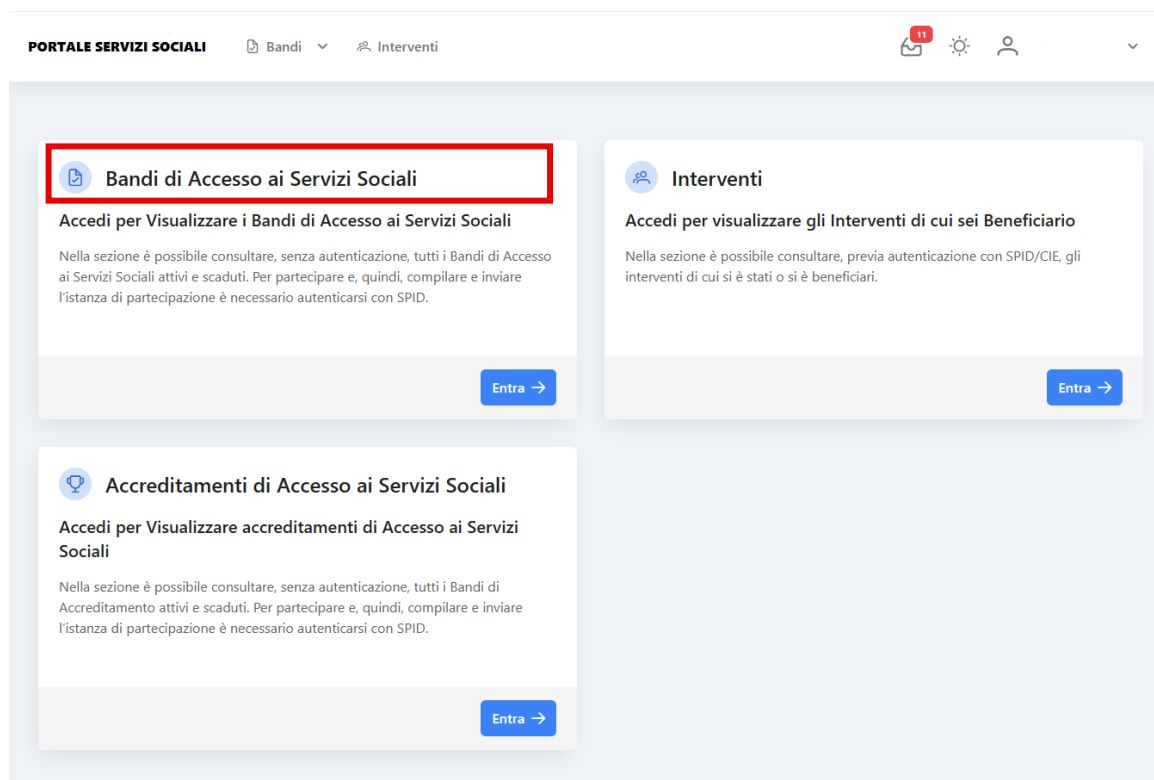 PORTALE SERVIZI SOCIALI Bandi Interventi 11
Bandi di Accesso ai Servizi Sociali
Accedi per Visualizzare i Bandi di Accesso ai Servizi Sociali
Nella sezione è possibile consultare, senza autenticazione, tutti i Bandi di Accesso
ai Servizi Sociali attivi e scaduti. Per partecipare e, quindi, compilare e inviare
l'istanza di partecipazione è necessario autenticarsi con SPID.
Entra →
Interventi
Accedi per visualizzare gli Interventi di cui sei Beneficiario
Nella sezione è possibile consultare, previa autenticazione con SPID/CIE, gli
interventi di cui si è stati o si è beneficiari.
Entra →
Accreditamenti di Accesso ai Servizi Sociali
Accedi per Visualizzare accreditamenti di Accesso ai Servizi
Sociali
Nella sezione è possibile consultare, senza autenticazione, tutti i Bandi di
Accreditamento attivi e scaduti. Per partecipare e, quindi, compilare e inviare
l'istanza di partecipazione è necessario autenticarsi con SPID.
Entra →